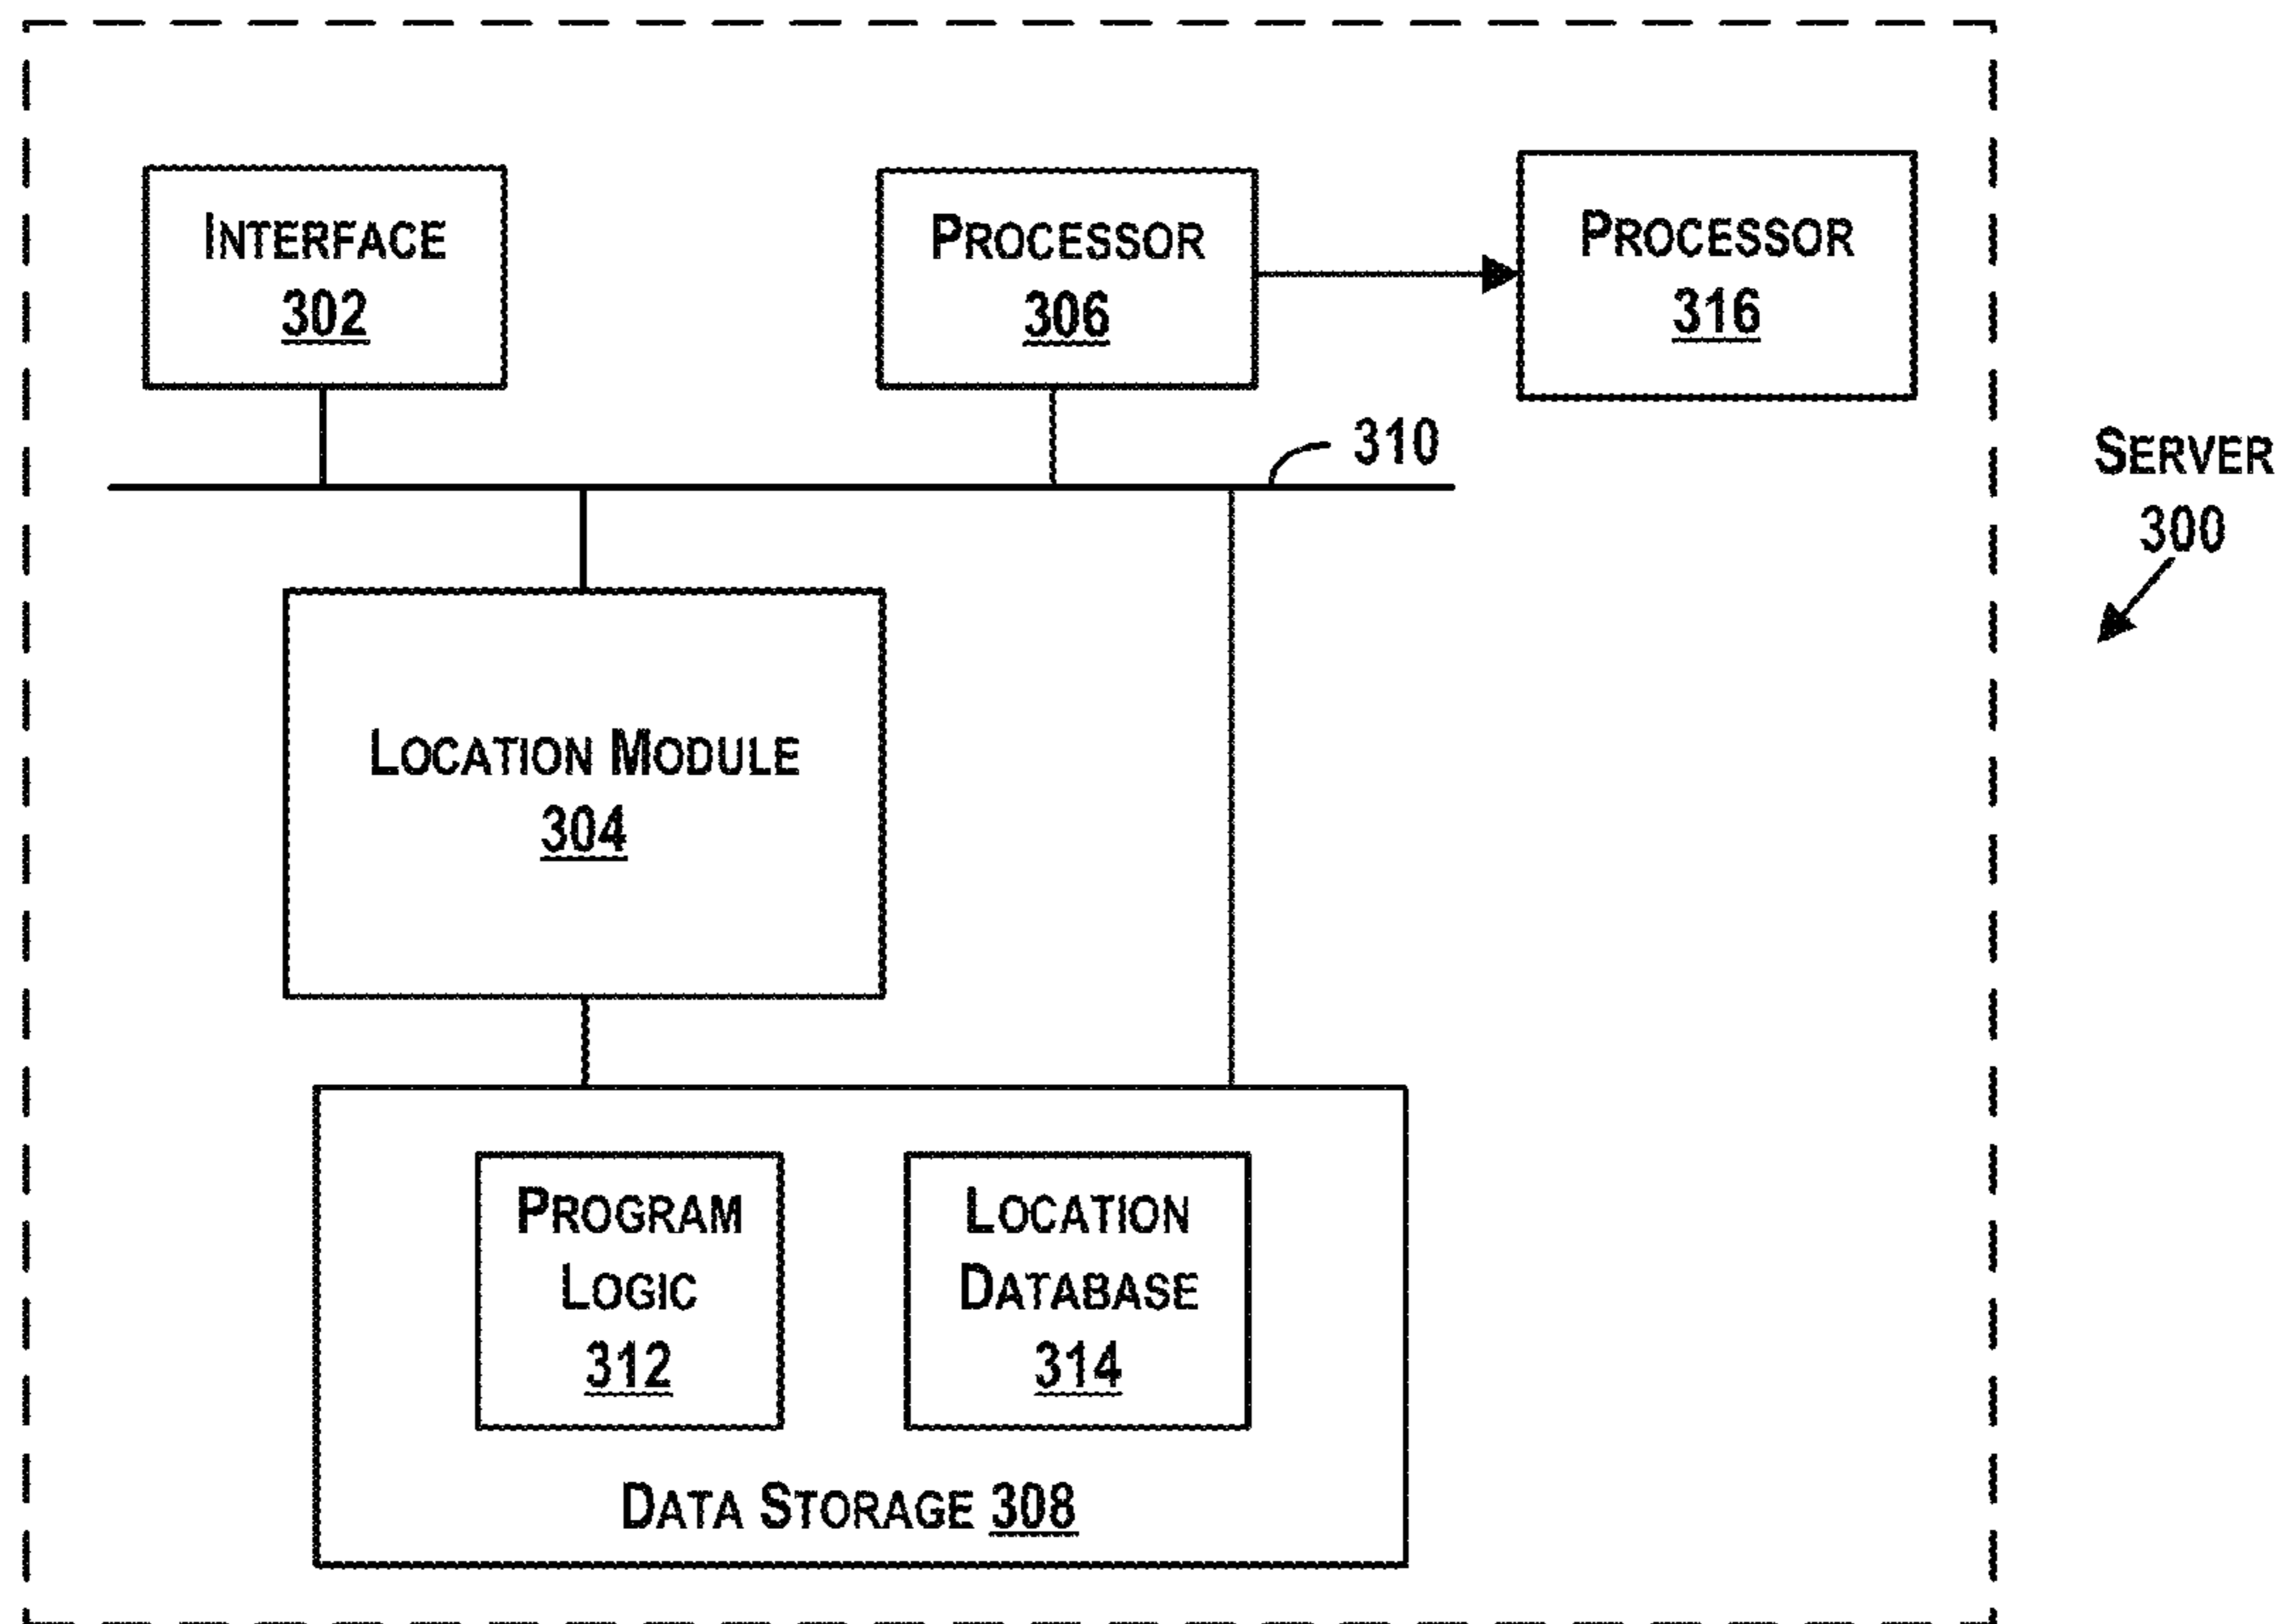 INTERFACE
302
PROCESSOR
306
PROCESSOR
316
310
SERVER
300
LOCATION MODULE
304
PROGRAM
LOGIC
312
LOCATION
DATABASE
314
DATA STORAGE 308